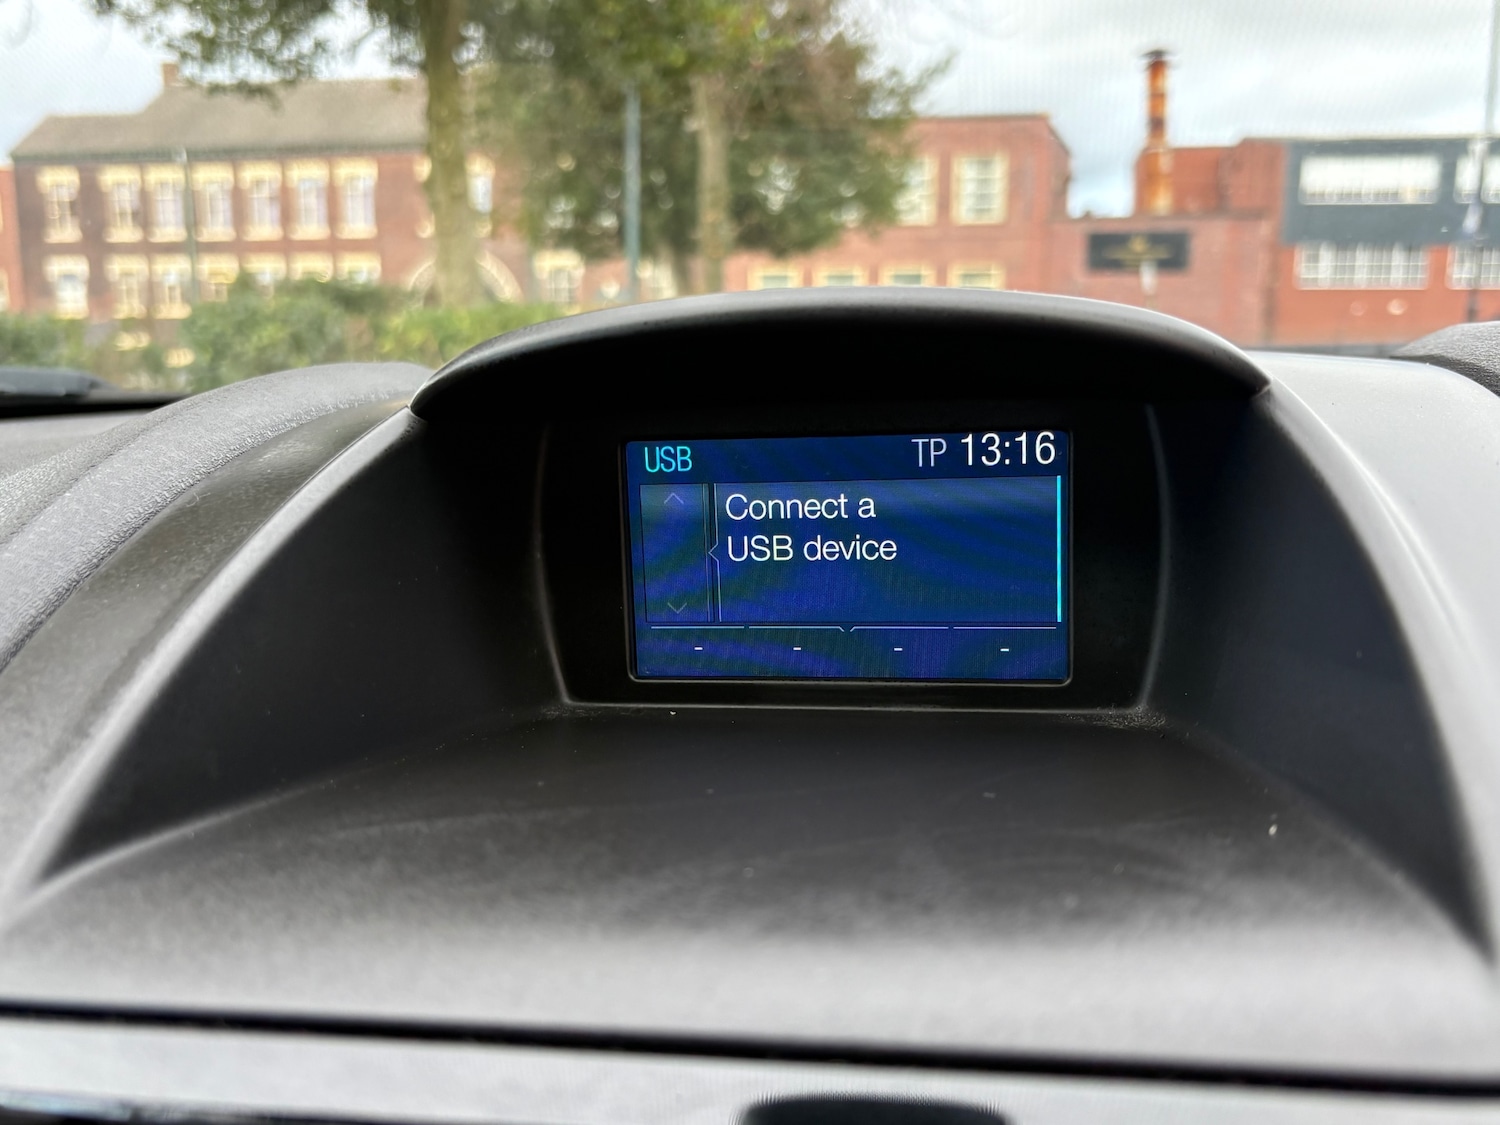 USB TP 13:16
Connect a
USB device
- - - -